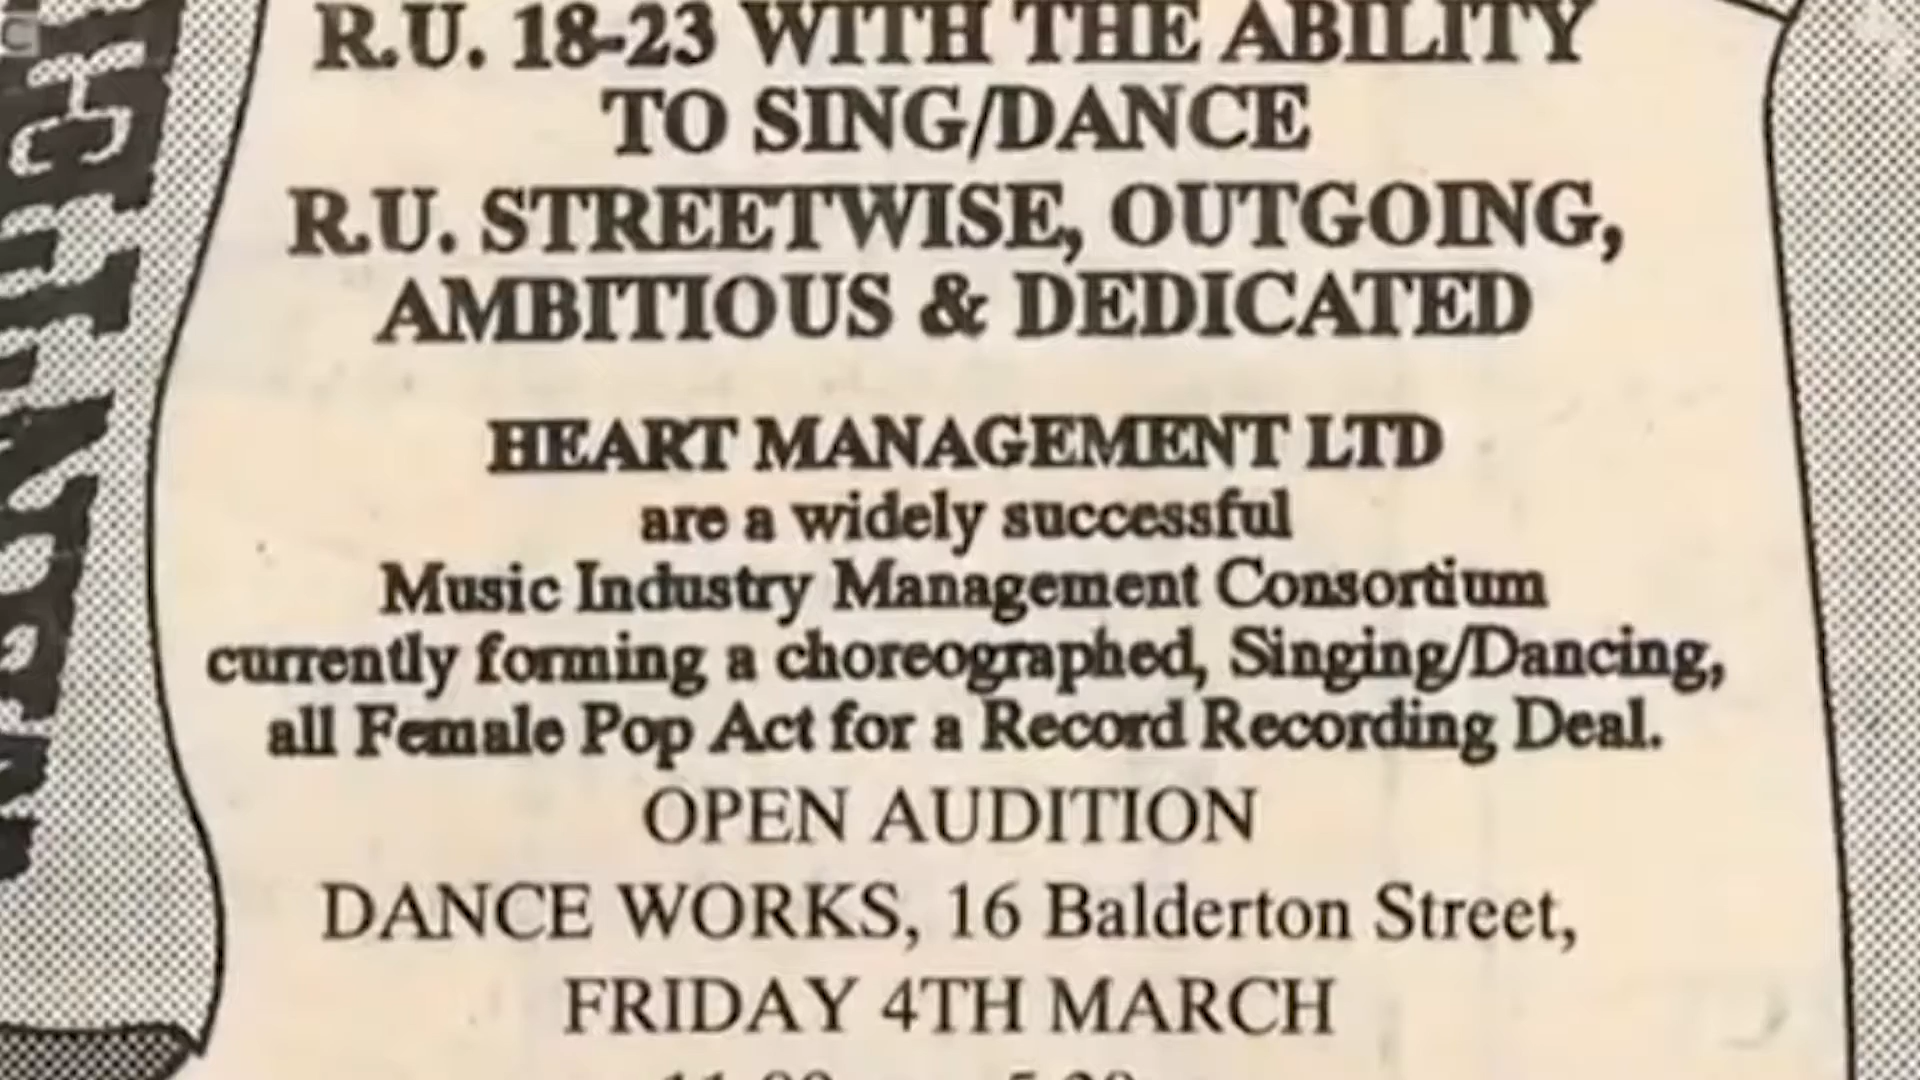 R.U. 18-23 WITH THE ABILITY
TO SING/DANCE
R.U. STREETWISE, OUTGOING,
AMBITIOUS & DEDICATED
HEART MANAGEMENT LTD
are a widely successful
Music Industry Management Consortium
currently forming a choreographed, Singing/Dancing,
all Female Pop Act for a Record Recording Deal.
OPEN AUDITION
DANCE WORKS, 16 Balderton Street,
FRIDAY 4TH MARCH